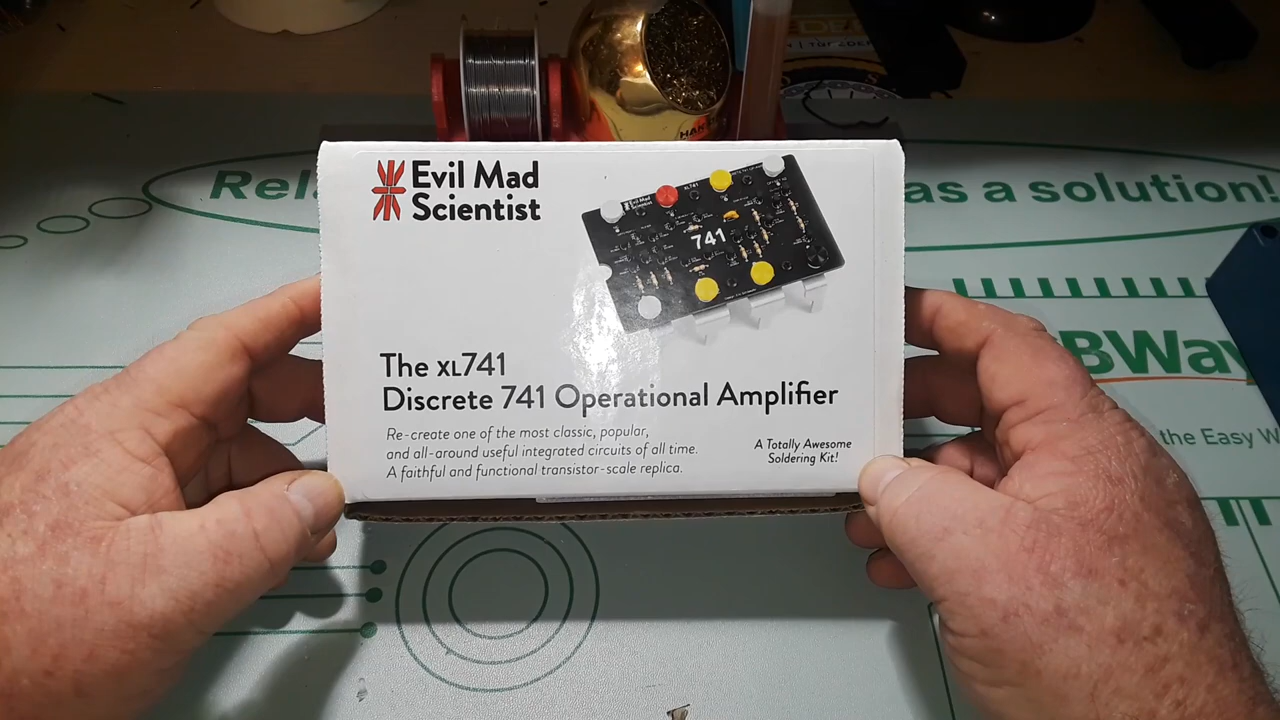 Evil Mad
Scientist
741
The XL741
Discrete 741 Operational Amplifier
Re-create one of the most classic, popular,
and all-around useful integrated circuits of all time.
A faithful and functional transistor-scale replica.
A Totally Awesome
Soldering Kit!
as a solution!
the Easy